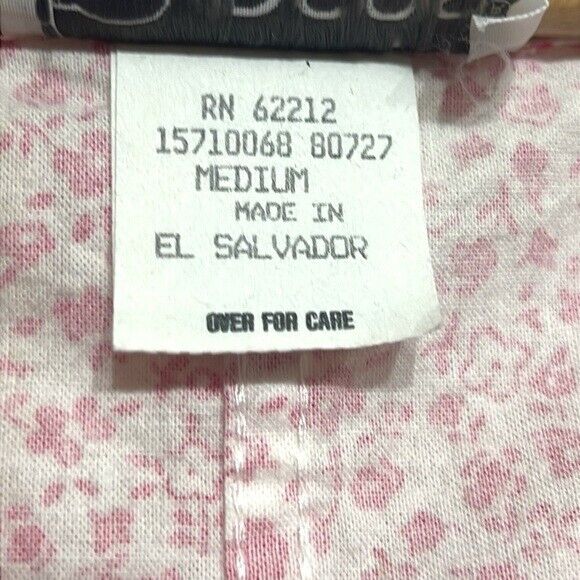 RN 62212
15710068 80727
MEDIUM
MADE IN
EL SALVADOR
OVER FOR CARE